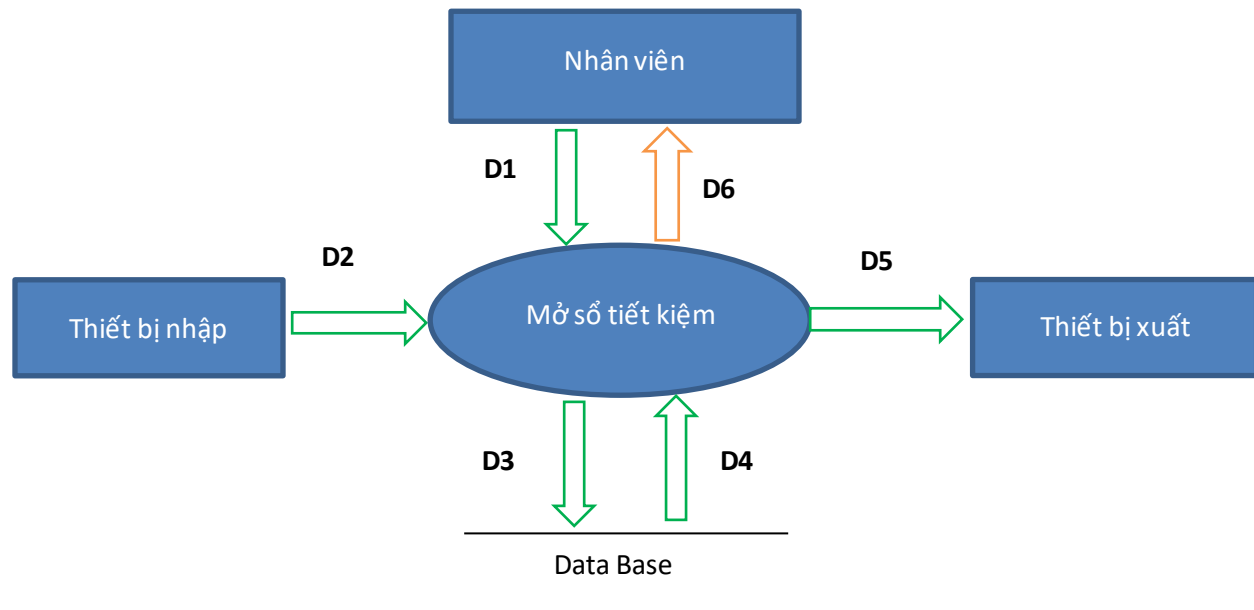 Nhân viên
D1
D6
D2
D5
Thiết bị nhập
Mở sổ tiết kiệm
Thiết bị xuất
D3
D4
Data Base